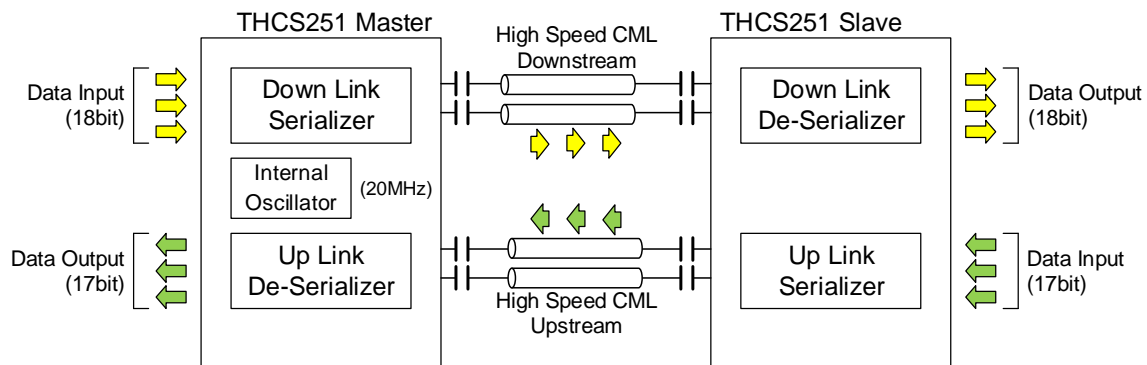 THCS251 Master
THCS251 Slave
High Speed CML
Downstream
Data Input
(18bit)
Down Link
Serializer
Down Link
De-Serializer
Data Output
(18bit)
Internal
Oscillator
(20MHz)
Data Output
(17bit)
Up Link
De-Serializer
High Speed CML
Upstream
Up Link
Serializer
Data Input
(17bit)